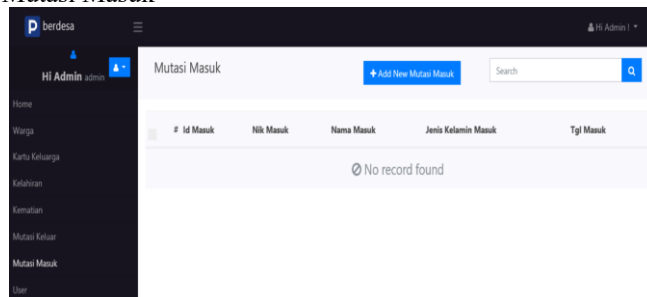 Mutasi Masuk
berdesa
Hi Admin !
Hi Admin admin
Home
Warga
Kartu Keluarga
Kelahiran
Kematian
Mutasi Keluar
Mutasi Masuk
User
Mutasi Masuk
+ Add New Mutasi Masuk
Search
# Id Masuk Nik Masuk Nama Masuk Jenis Kelamin Masuk Tgl Masuk
No record found